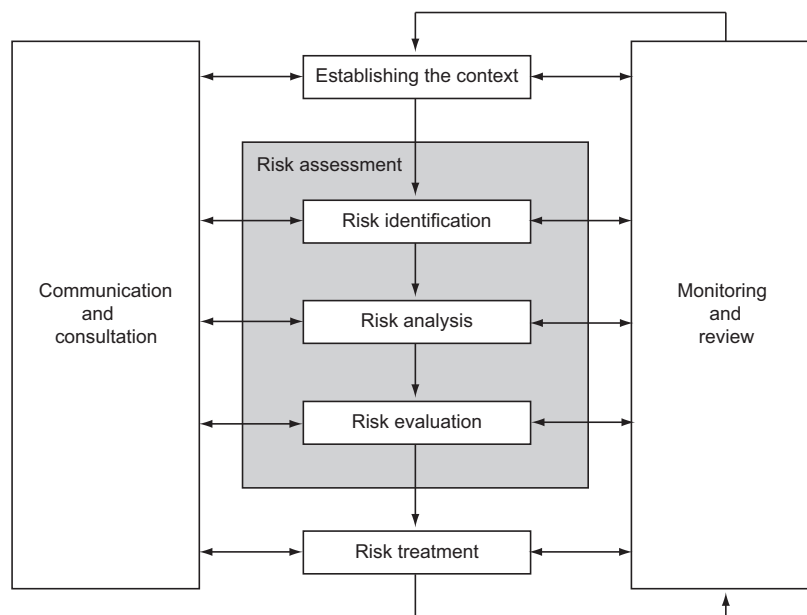 Establishing the context
Risk assessment
Risk identification
Communication
and
consultation
Risk analysis
Monitoring
and
review
Risk evaluation
Risk treatment